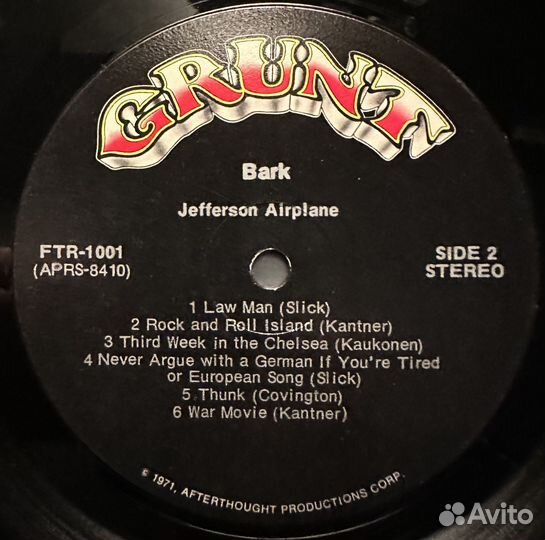 GRUNT
Bark
Jefferson Airplane
FTR-1001
(APRS-8410)
SIDE 2
STEREO
1 Law Man (Slick)
2 Rock and Roll Island (Kantner)
3 Third Week in the Chelsea (Kaukonen)
4 Never Argue with a German If You're Tired
or European Song (Slick)
5 Thunk (Covington)
6 War Movie (Kantner)
© 1971, AFTERTHOUGHT PRODUCTIONS CORP.
Avito